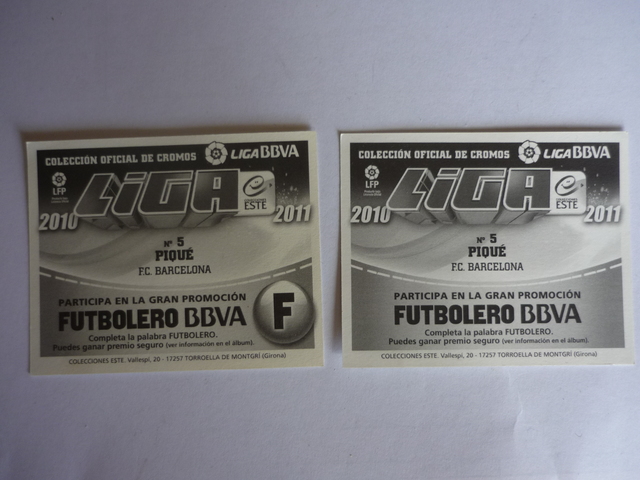 COLECCIÓN OFICIAL DE CROMOS LIGA BBVA
LFP
LiGA
ESTE
2010 2011
Nº 5
PIQUÉ
F.C. BARCELONA
PARTICIPA EN LA GRAN PROMOCIÓN
FUTBOLERO BBVA
F
Completa la palabra FUTBOLERO.
Puedes ganar premio seguro (ver información en el álbum).
COLECCIONES ESTE. Vallespi, 20 - 17257 TORROELLA DE MONTGRÍ (Girona)
COLECCIÓN OFICIAL DE CROMOS LIGA BBVA
LFP
LiGA
ESTE
2010 2011
Nº 5
PIQUÉ
F.C. BARCELONA
PARTICIPA EN LA GRAN PROMOCIÓN
FUTBOLERO BBVA
Completa la palabra FUTBOLERO.
Puedes ganar premio seguro (ver información en el álbum).
COLECCIONES ESTE. Vallespi, 20 - 17257 TORROELLA DE MONTGRÍ (Girona)